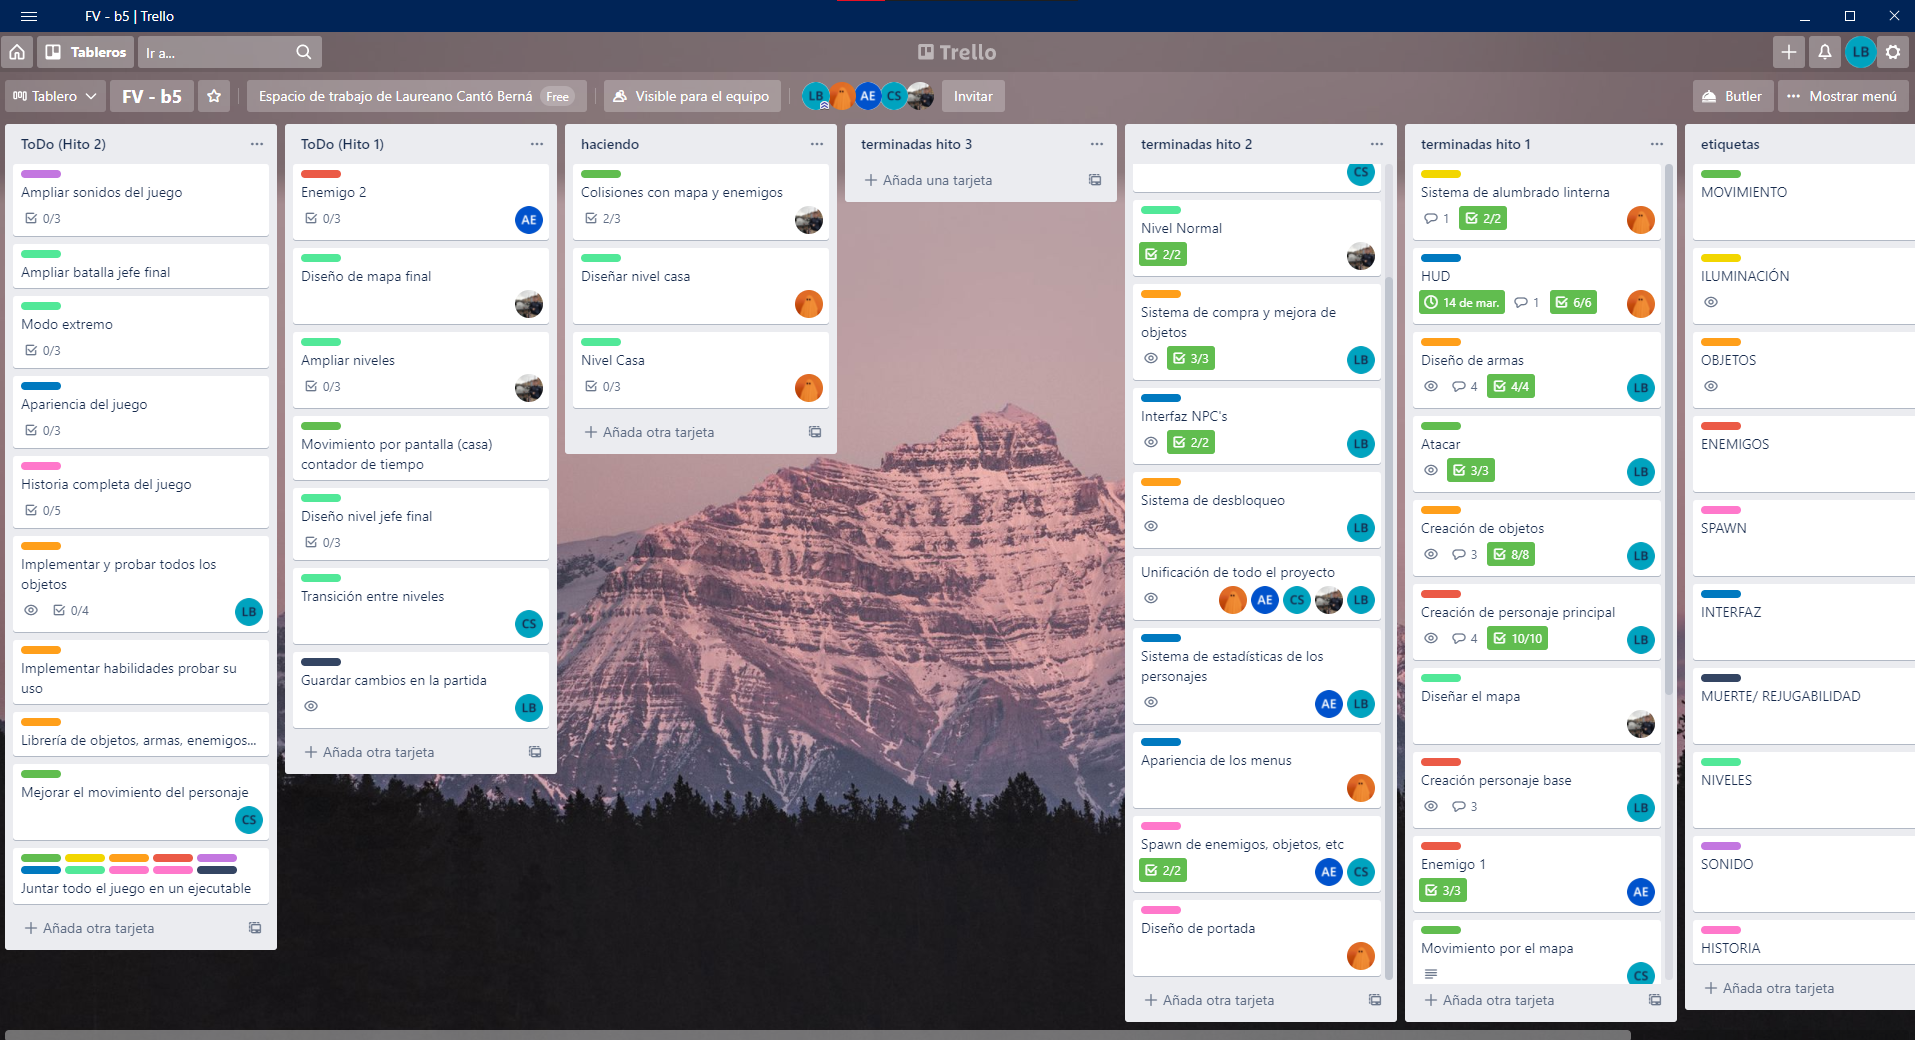 FV - b5 | Trello
Tableros
Ir a...
Trello
LB
Tablero
FV - b5
Espacio de trabajo de Laureano Cantó Berná Free
Visible para el equipo
LB AE CS
Invitar
Butler
Mostrar menú
ToDo (Hito 2)
Ampliar sonidos del juego
0/3
Ampliar batalla jefe final
Modo extremo
0/3
Apariencia del juego
0/3
Historia completa del juego
0/5
Implementar y probar todos los
objetos
0/4 LB
Implementar habilidades probar su
uso
Librería de objetos, armas, enemigos...
Mejorar el movimiento del personaje
CS
Juntar todo el juego en un ejecutable
Añada otra tarjeta
ToDo (Hito 1)
Enemigo 2
0/3 AE
Diseño de mapa final
Ampliar niveles
0/3
Movimiento por pantalla (casa)
contador de tiempo
Diseño nivel jefe final
0/3
Transición entre niveles
CS
Guardar cambios en la partida
LB
Añada otra tarjeta
haciendo
Colisiones con mapa y enemigos
2/3
Diseñar nivel casa
Nivel Casa
0/3
Añada otra tarjeta
terminadas hito 3
Añada una tarjeta
terminadas hito 2
CS
Nivel Normal
2/2
Sistema de compra y mejora de
objetos
3/3 LB
Interfaz NPC's
2/2 LB
Sistema de desbloqueo
LB
Unificación de todo el proyecto
AE CS LB
Sistema de estadísticas de los
personajes
AE LB
Apariencia de los menus
Spawn de enemigos, objetos, etc
2/2 AE CS
Diseño de portada
Añada otra tarjeta
terminadas hito 1
Sistema de alumbrado linterna
1 2/2
HUD
14 de mar. 1 6/6
Diseño de armas
4 4/4 LB
Atacar
3/3 LB
Creación de objetos
3 8/8 LB
Creación de personaje principal
4 10/10 LB
Diseñar el mapa
Creación personaje base
3 LB
Enemigo 1
3/3 AE
Movimiento por el mapa
CS
Añada otra tarjeta
etiquetas
MOVIMIENTO
ILUMINACIÓN
OBJETOS
ENEMIGOS
SPAWN
INTERFAZ
MUERTE/ REJUGABILIDAD
NIVELES
SONIDO
HISTORIA
Añada otra tarjeta